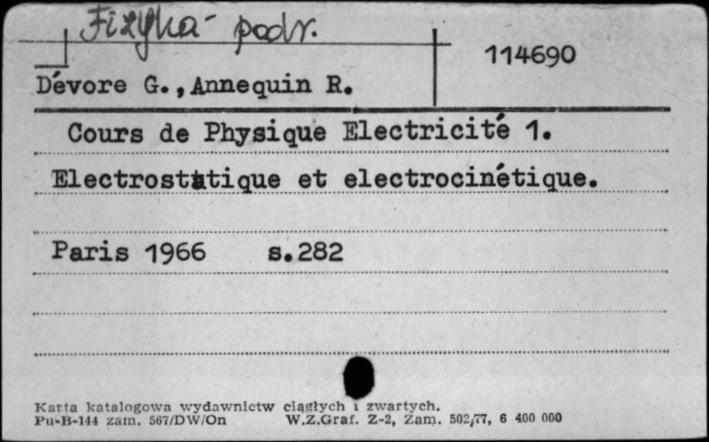 Fizyka - podr.
114690
Dévore G., Annequin R.
Cours de Physique Electricité 1.
Electrostatique et electrocinétique.
Paris 1966 s.282
Karta katalogowa wydawnictw ciągłych i zwartych.
Pu-B-144 zam. 567/DW/On W.Z.Graf. Z-2, Zam. 502/77, 6 400 000